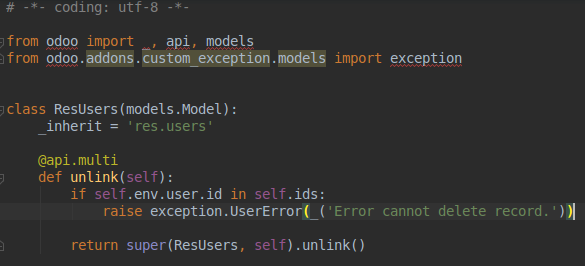 # -*- coding: utf-8 -*-
from odoo import _, api, models
from odoo.addons.custom_exception.models import exception
class ResUsers(models.Model):
_inherit = 'res.users'
@api.multi
def unlink(self):
if self.env.user.id in self.ids:
raise exception.UserError(_('Error cannot delete record.'))
return super(ResUsers, self).unlink()